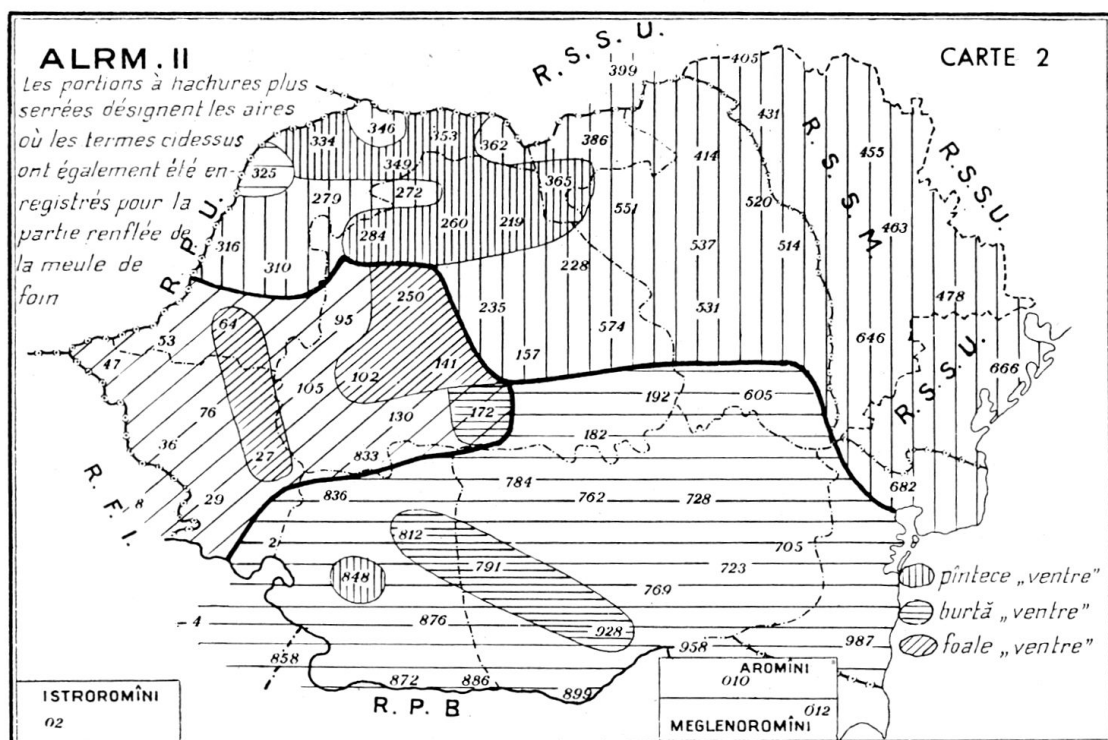 ALRM. II
CARTE 2
Les portions à hachures plus
serrées désignent les aires
où les termes cidessus
ont également été en-
registrés pour la
partie renflée de
la meule de
foin
R. S. S. U.
R. S. S. M.
R.S.S.U.
R.S.S.U.
R. P. U.
R. F. I.
R. P. B
399 405
346 353 386 431
334 362 414 455
349
325 272 365
279 551 520
260 219 463
316 284 537 514
310 228
250 478
95 235 531
64 574
53 157 646
47 141 666
102
105 192 605
76 172
130 182
36 27 833
784 682
8 29 836 762 728
2 812 705
791 723
848 769
4 876 928
858 958 987
872 886 899
pîntece „ventre”
burtă „ventre”
foale „ventre”
ISTROROMÎNI
02
AROMÎNI
010
012
MEGLENOROMÎNI